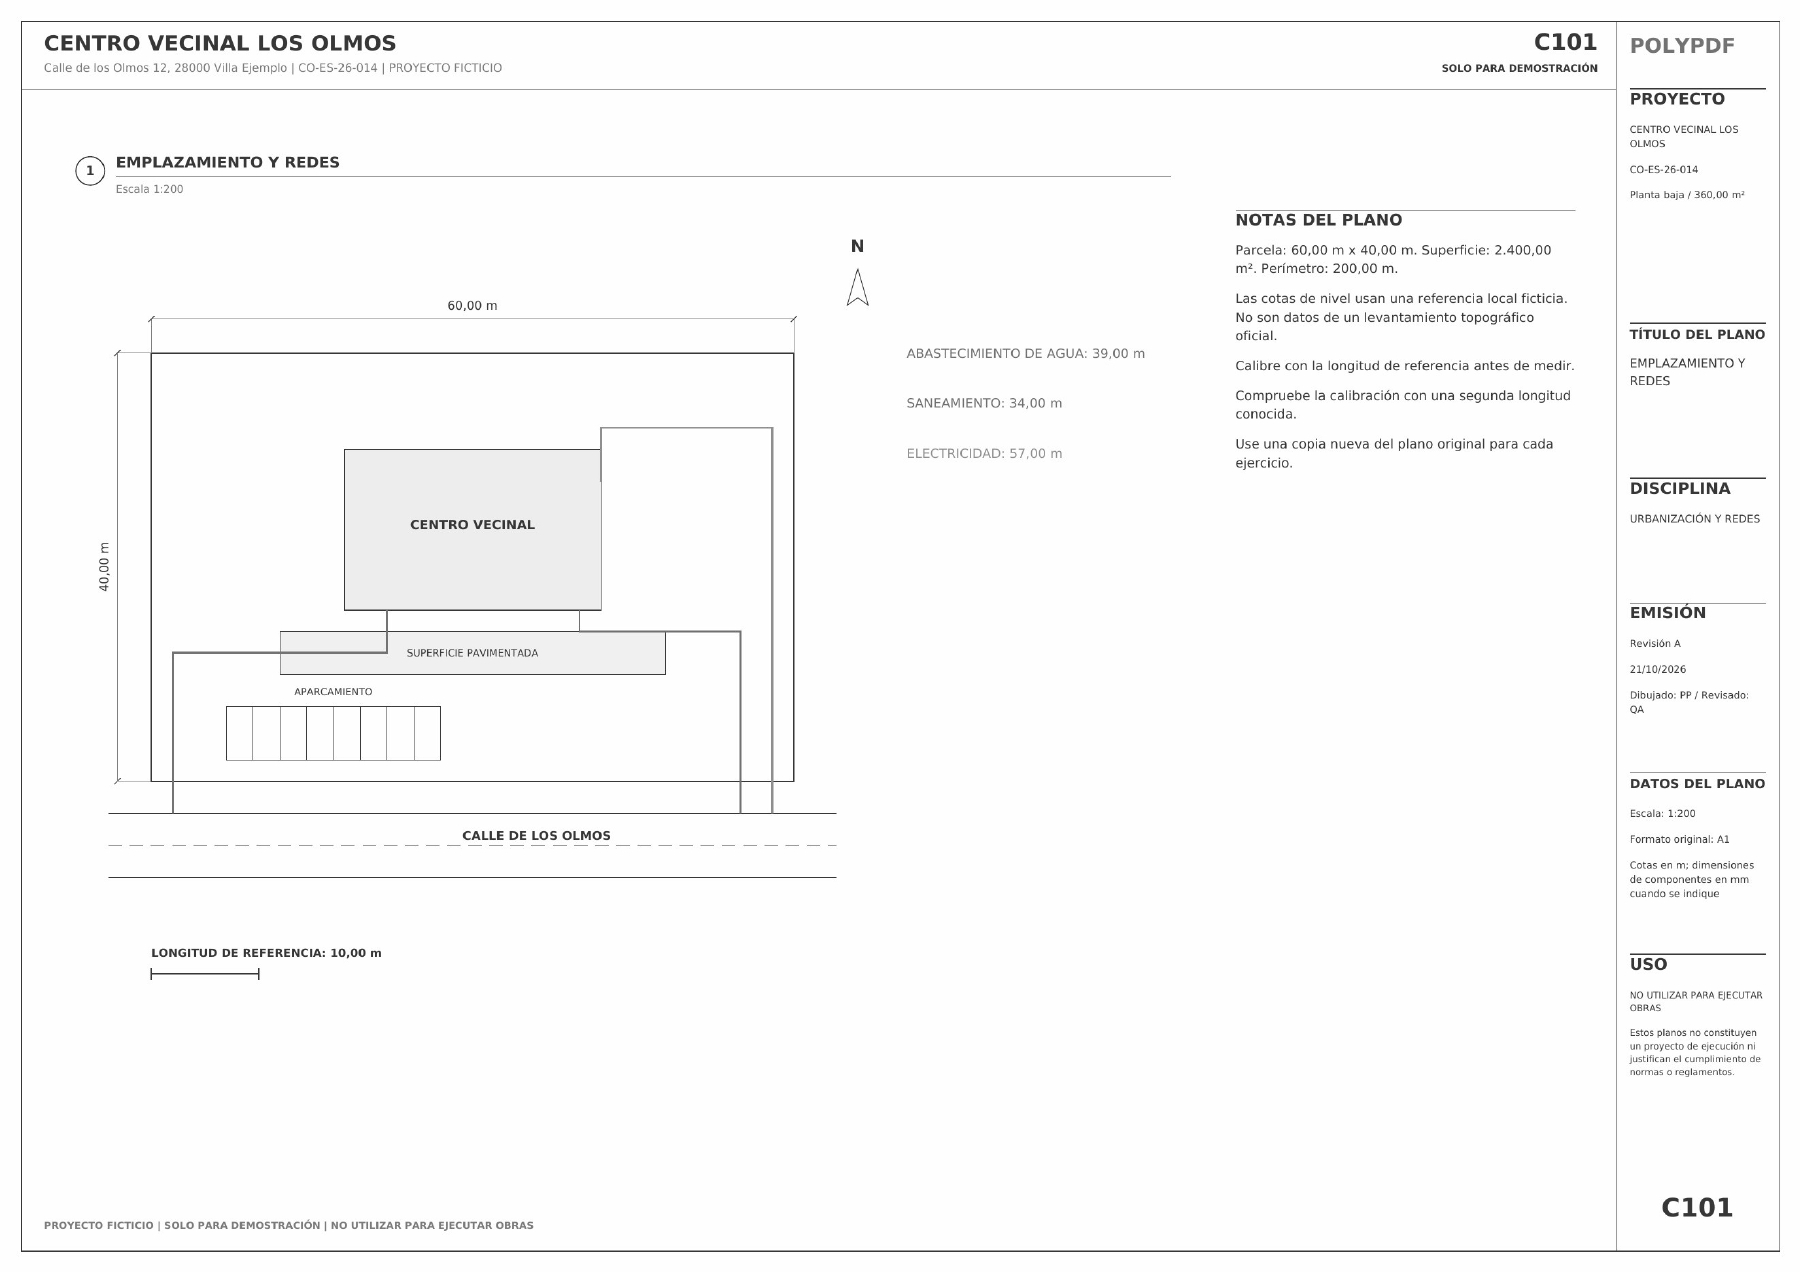 CENTRO VECINAL LOS OLMOS
Calle de los Olmos 12, 28000 Villa Ejemplo | CO-ES-26-014 | PROYECTO FICTICIO
C101
SOLO PARA DEMOSTRACIÓN
1
EMPLAZAMIENTO Y REDES
Escala 1:200
N
60,00 m
40,00 m
CENTRO VECINAL
SUPERFICIE PAVIMENTADA
APARCAMIENTO
CALLE DE LOS OLMOS
LONGITUD DE REFERENCIA: 10,00 m
ABASTECIMIENTO DE AGUA: 39,00 m
SANEAMIENTO: 34,00 m
ELECTRICIDAD: 57,00 m
NOTAS DEL PLANO
Parcela: 60,00 m x 40,00 m. Superficie: 2.400,00
m². Perímetro: 200,00 m.
Las cotas de nivel usan una referencia local ficticia.
No son datos de un levantamiento topográfico
oficial.
Calibre con la longitud de referencia antes de medir.
Compruebe la calibración con una segunda longitud
conocida.
Use una copia nueva del plano original para cada
ejercicio.
POLYPDF
PROYECTO
CENTRO VECINAL LOS
OLMOS
CO-ES-26-014
Planta baja / 360,00 m²
TÍTULO DEL PLANO
EMPLAZAMIENTO Y
REDES
DISCIPLINA
URBANIZACIÓN Y REDES
EMISIÓN
Revisión A
21/10/2026
Dibujado: PP / Revisado:
QA
DATOS DEL PLANO
Escala: 1:200
Formato original: A1
Cotas en m; dimensiones
de componentes en mm
cuando se indique
USO
NO UTILIZAR PARA EJECUTAR
OBRAS
Estos planos no constituyen
un proyecto de ejecución ni
justifican el cumplimiento de
normas o reglamentos.
C101
PROYECTO FICTICIO | SOLO PARA DEMOSTRACIÓN | NO UTILIZAR PARA EJECUTAR OBRAS